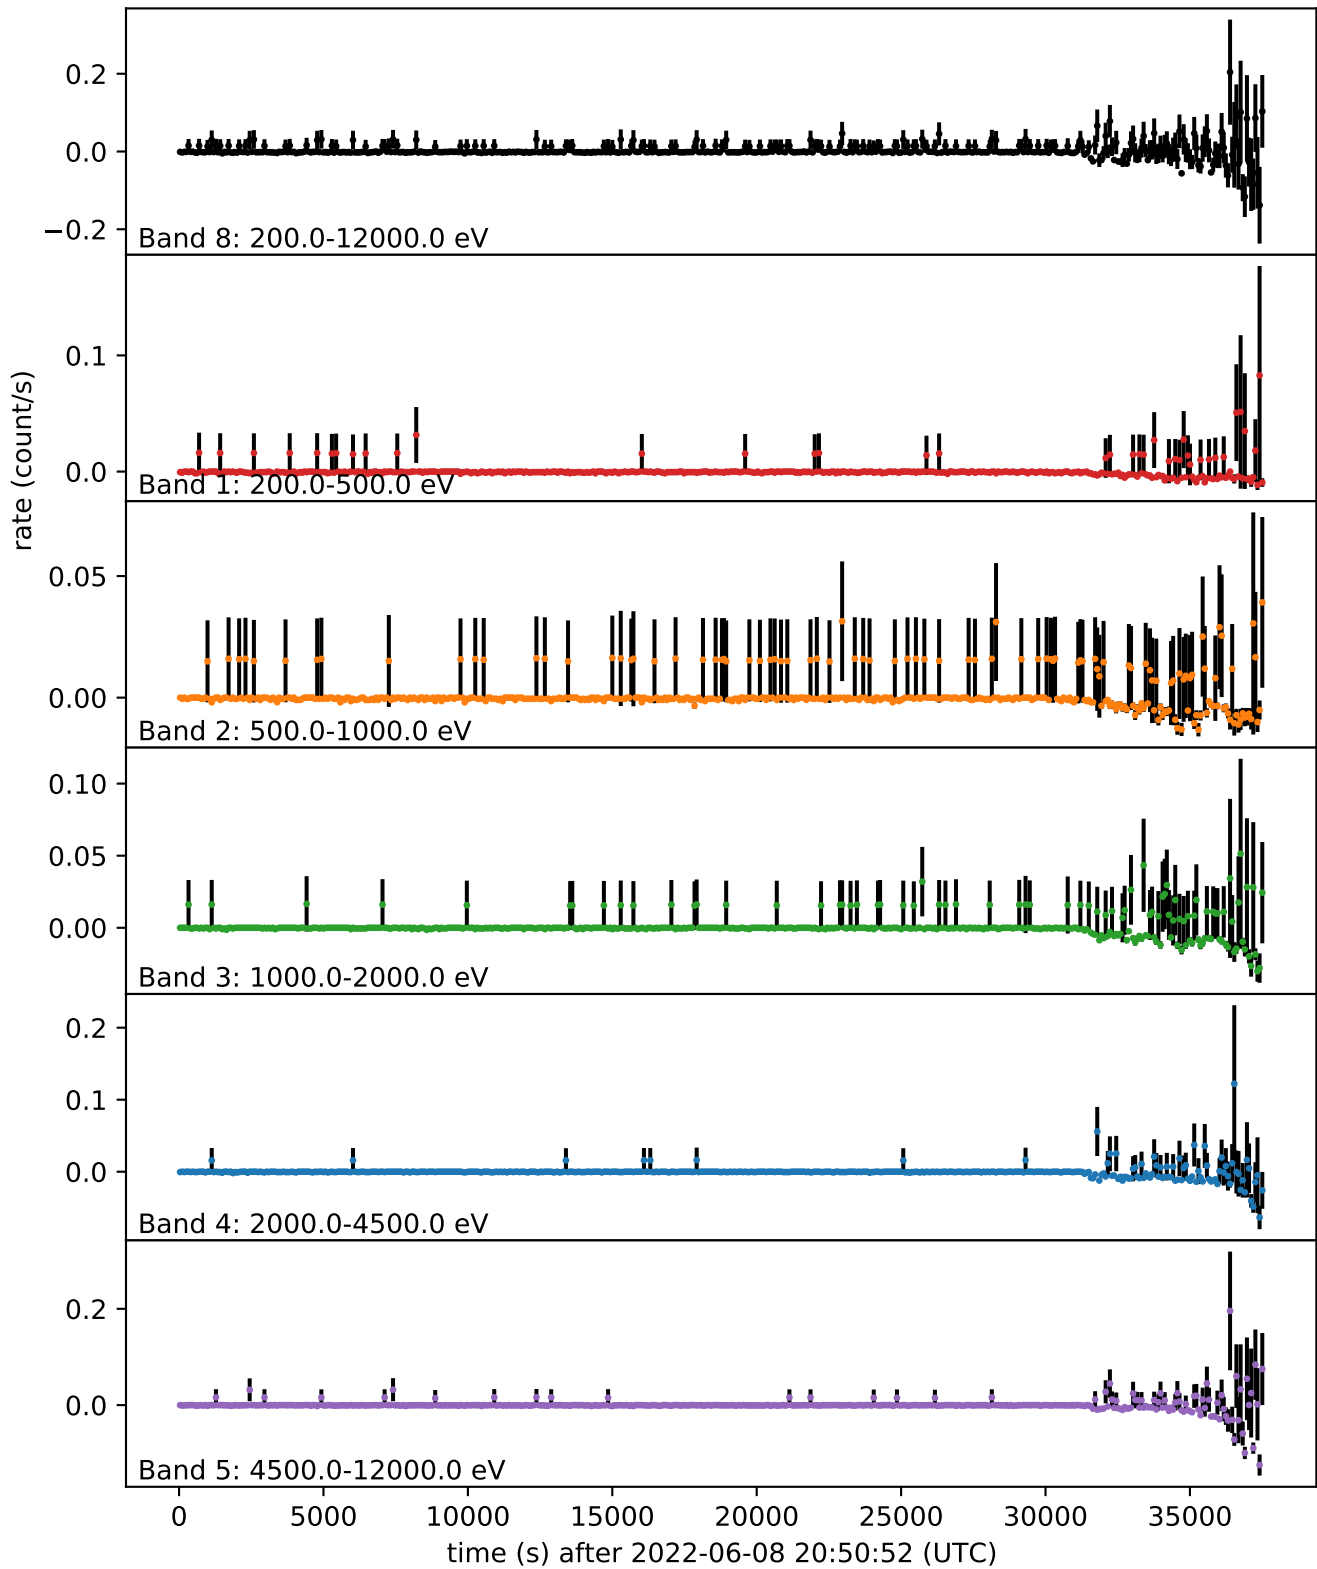 0.2
0.0
−0.2
Band 8: 200.0-12000.0 eV
0.1
0.0
Band 1: 200.0-500.0 eV
rate (count/s)
0.05
0.00
Band 2: 500.0-1000.0 eV
0.10
0.05
0.00
Band 3: 1000.0-2000.0 eV
0.2
0.1
0.0
Band 4: 2000.0-4500.0 eV
0.2
0.0
Band 5: 4500.0-12000.0 eV
0 5000 10000 15000 20000 25000 30000 35000
time (s) after 2022-06-08 20:50:52 (UTC)